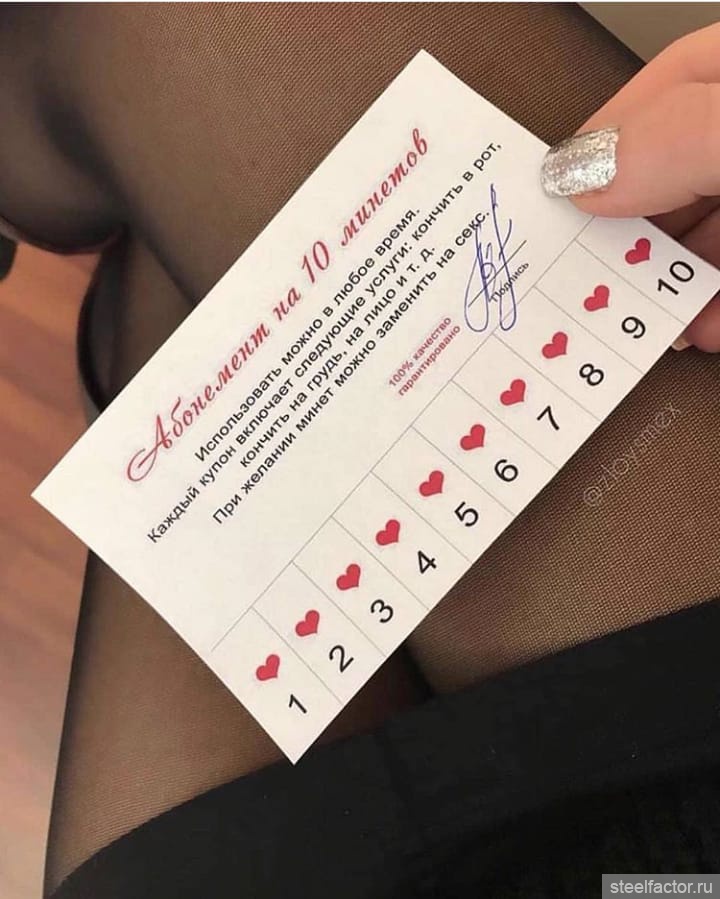 Абонемент на 10 минетов
Использовать можно в любое время.
Каждый купон включает следующие услуги: кончить в рот,
кончить на грудь, на лицо и т. д.
При желании минет можно заменить на секс.
100% качество
гарантировано
Подпись
1 2 3 4 5 6 7 8 9 10
steelfactor.ru